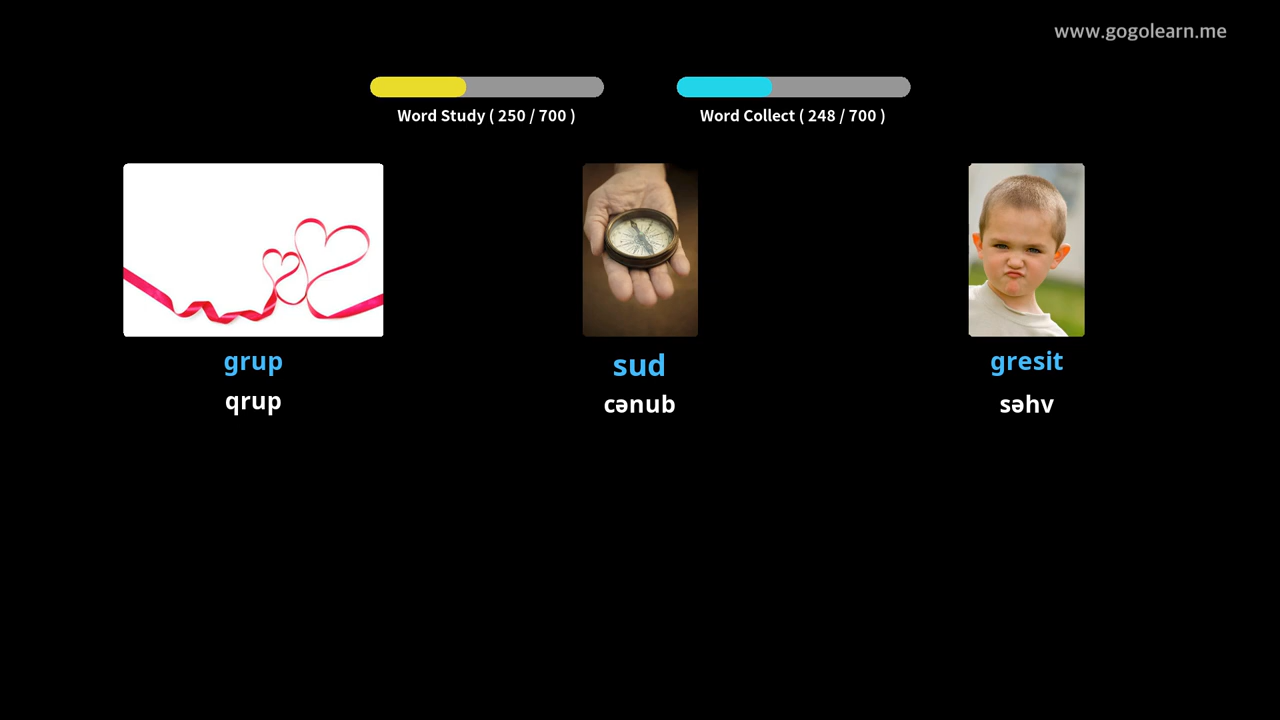 www.gogolearn.me
Word Study ( 250 / 700 )
Word Collect ( 248 / 700 )
grup
qrup
sud
cənub
gresit
səhv